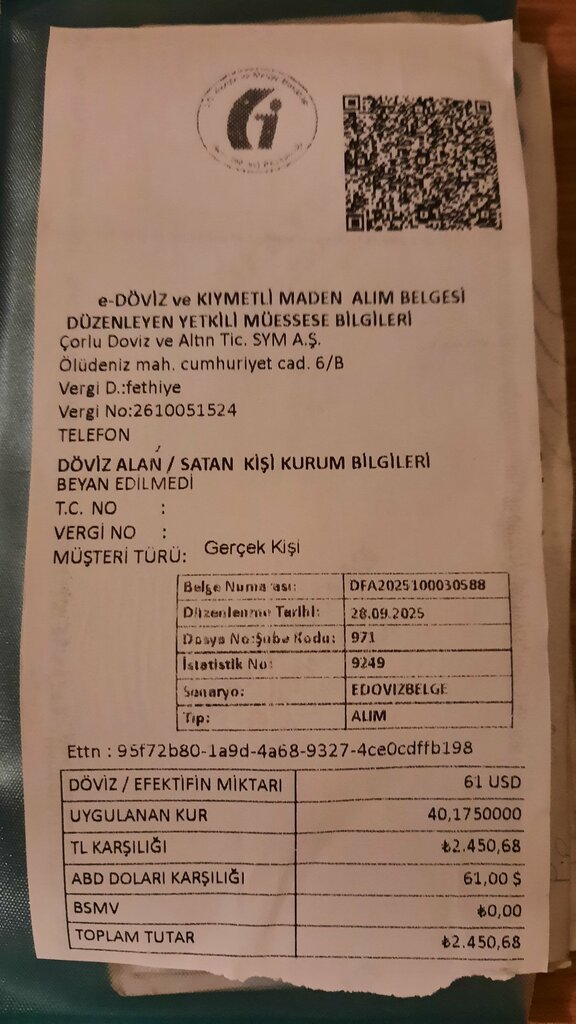 e-DÖVİZ ve KIYMETLİ MADEN ALIM BELGESİ
DÜZENLEYEN YETKİLİ MÜESSESE BİLGİLERİ
Çorlu Doviz ve Altın Tic. SYM A.Ş.
Ölüdeniz mah. cumhuriyet cad. 6/B
Vergi D.:fethiye
Vergi No:2610051524
TELEFON
DÖVİZ ALAN / SATAN KİŞİ KURUM BİLGİLERİ
BEYAN EDİLMEDİ
T.C. NO :
VERGİ NO :
MÜŞTERİ TÜRÜ: Gerçek Kişi
Belge Numarası: DFA2025100030588
Düzenlenme Tarihi: 28.09.2025
Dosya No:Şube Kodu: 971
İstatistik No: 9249
Senaryo: EDOVIZBELGE
Tip: ALIM
Ettn : 95f72b80-1a9d-4a68-9327-4ce0cdffb198
DÖVİZ / EFEKTİFİN MİKTARI 61 USD
UYGULANAN KUR 40,1750000
TL KARŞILIĞI ₺2.450,68
ABD DOLARI KARŞILIĞI 61,00 $
BSMV ₺0,00
TOPLAM TUTAR ₺2.450,68